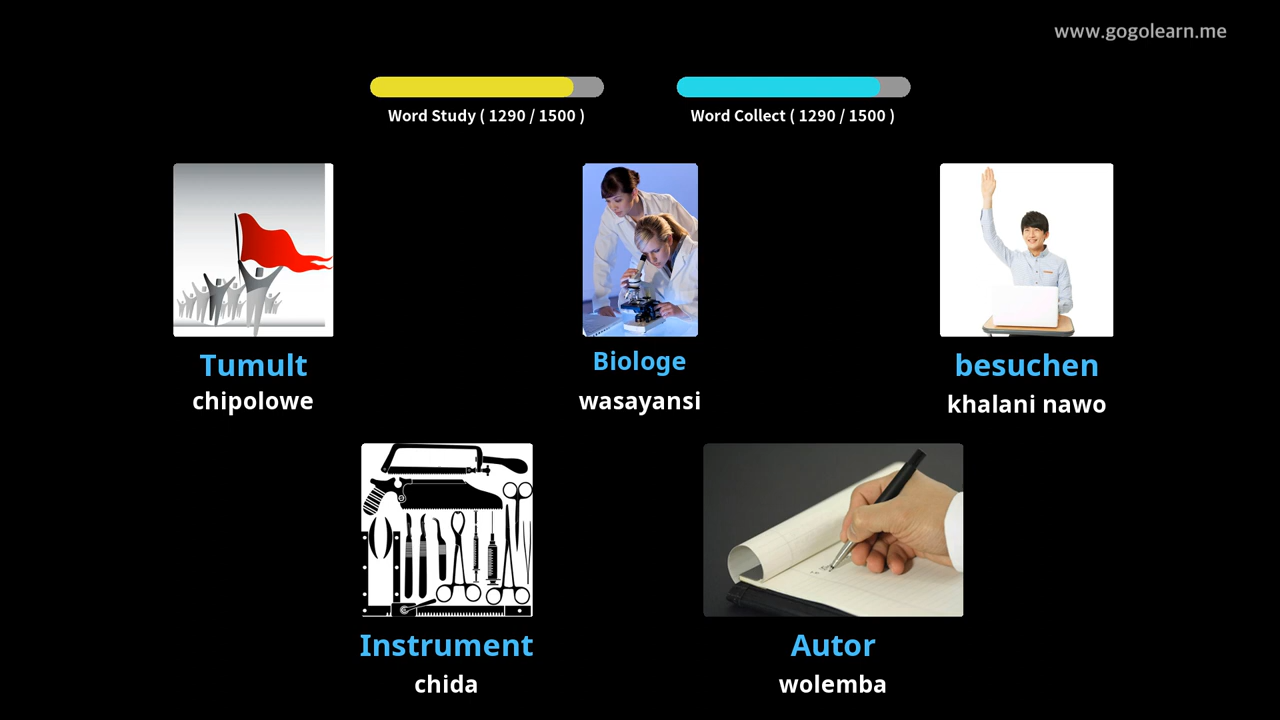 www.gogolearn.me
Word Study ( 1290 / 1500 )
Word Collect ( 1290 / 1500 )
Tumult
chipolowe
Biologe
wasayansi
besuchen
khalani nawo
Instrument
chida
Autor
wolemba